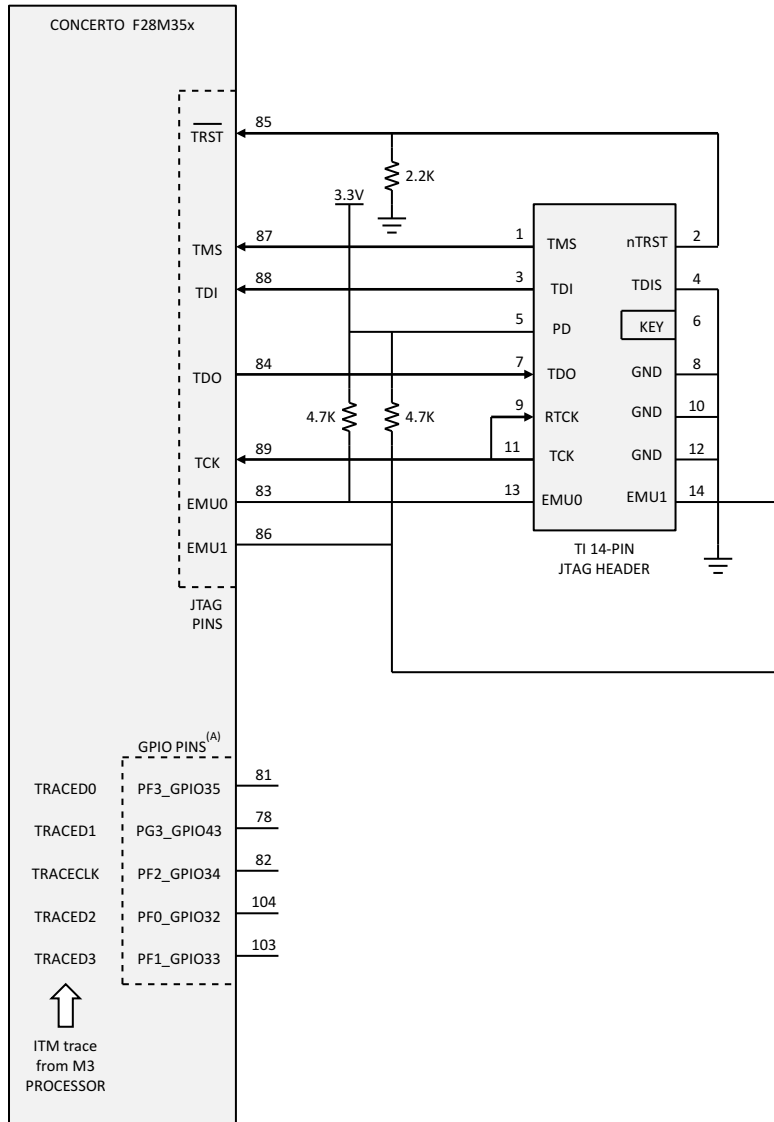 CONCERTO F28M35x
85
TRST
2.2K
3.3V
87
1
2
TMS
TMS
nTRST
88
3
4
TDI
TDI
TDIS
5
6
PD
KEY
84
7
8
TDO
TDO
GND
4.7K
4.7K
9
10
RTCK
GND
89
11
12
TCK
TCK
GND
83
13
14
EMU0
EMU0
EMU1
86
EMU1
TI 14-PIN
JTAG HEADER
JTAG
PINS
GPIO PINS(A)
TRACED0 PF3_GPIO35 81
TRACED1 PG3_GPIO43 78
TRACECLK PF2_GPIO34 82
TRACED2 PF0_GPIO32 104
TRACED3 PF1_GPIO33 103
ITM trace
from M3
PROCESSOR